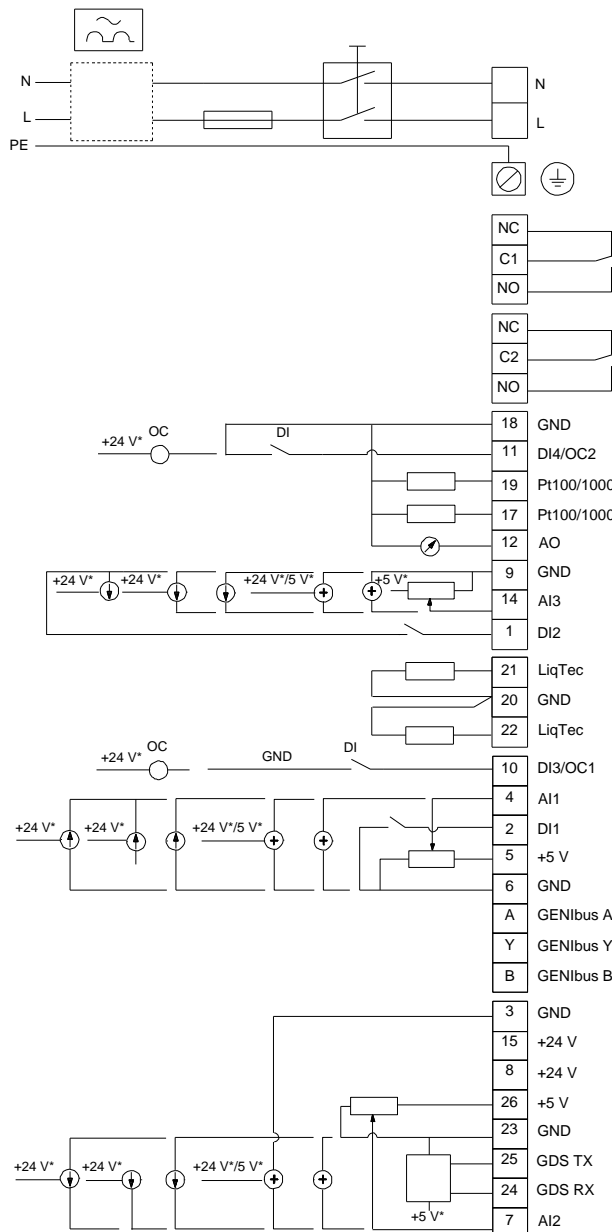 N
N
L
L
PE
NC
C1
NO
NC
C2
NO
18 GND
+24 V* OC DI 11 DI4/OC2
19 Pt100/1000
17 Pt100/1000
12 AO
9 GND
+24 V* +24 V* +24 V*/5 V* +5 V*
14 AI3
1 DI2
21 LiqTec
20 GND
22 LiqTec
+24 V* OC GND DI 10 DI3/OC1
4 AI1
+24 V* +24 V* +24 V*/5 V* 2 DI1
5 +5 V
6 GND
A GENIbus A
Y GENIbus Y
B GENIbus B
3 GND
15 +24 V
8 +24 V
26 +5 V
23 GND
25 GDS TX
+24 V* +24 V* +24 V*/5 V*
24 GDS RX
+5 V* 7 AI2